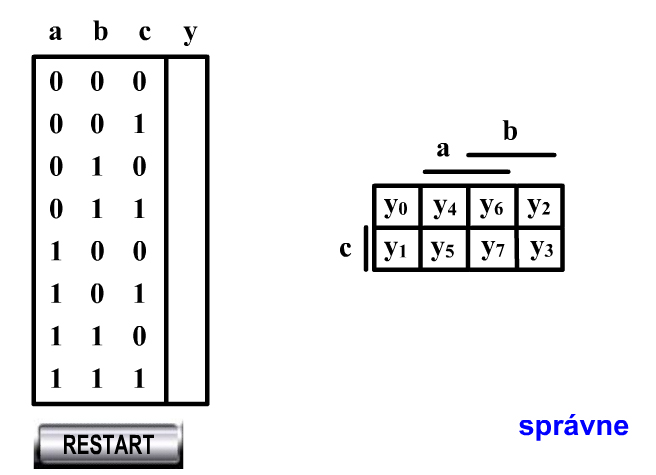 a b c y
0 0 0
0 0 1
0 1 0
0 1 1
1 0 0
1 0 1
1 1 0
1 1 1
RESTART
b
a
y0 y4 y6 y2
c y1 y5 y7 y3
správne